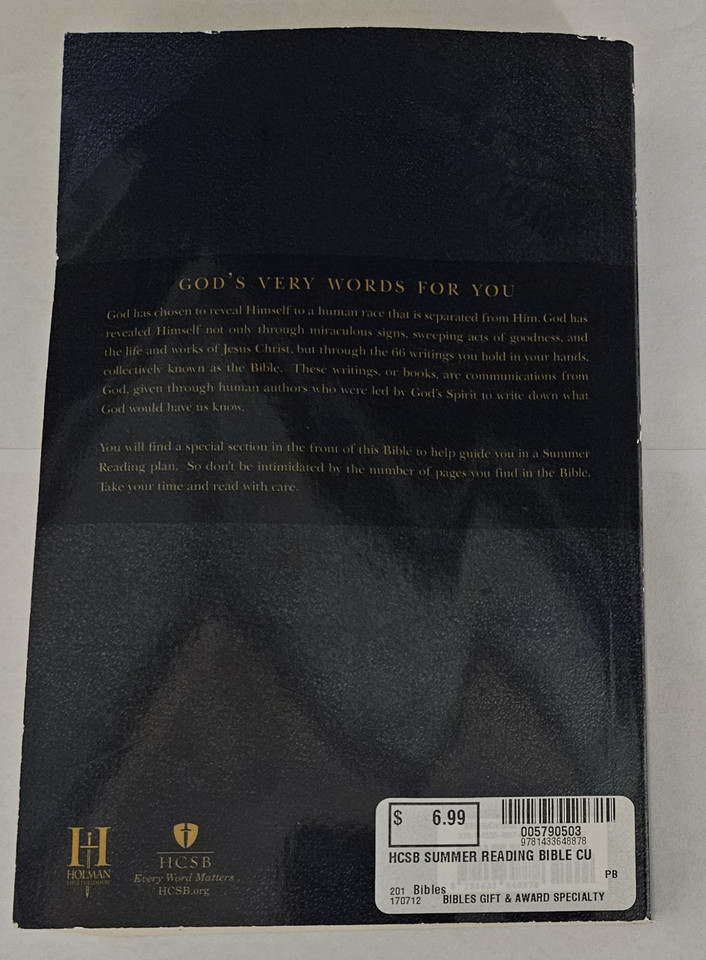 GOD'S VERY WORDS FOR YOU
God has chosen to reveal Himself to a human race that is separated from Him. God has
revealed Himself not only through miraculous signs, sweeping acts of goodness, and
the life and works of Jesus Christ, but through the 66 writings you hold in your hands,
collectively known as the Bible. These writings, or books, are communications from
God, given through human authors who were led by God's Spirit to write down what
God would have us know.
You will find a special section in the front of this Bible to help guide you in a Summer
Reading plan. So don't be intimidated by the number of pages you find in the Bible.
Take your time and read with care.
H
HOLMAN
HCSB
Every Word Matters
HCSB.org
$ 6.99
005790503
9781433648878
HCSB SUMMER READING BIBLE CU
PB
201 Bibles
170712 BIBLES GIFT & AWARD SPECIALTY